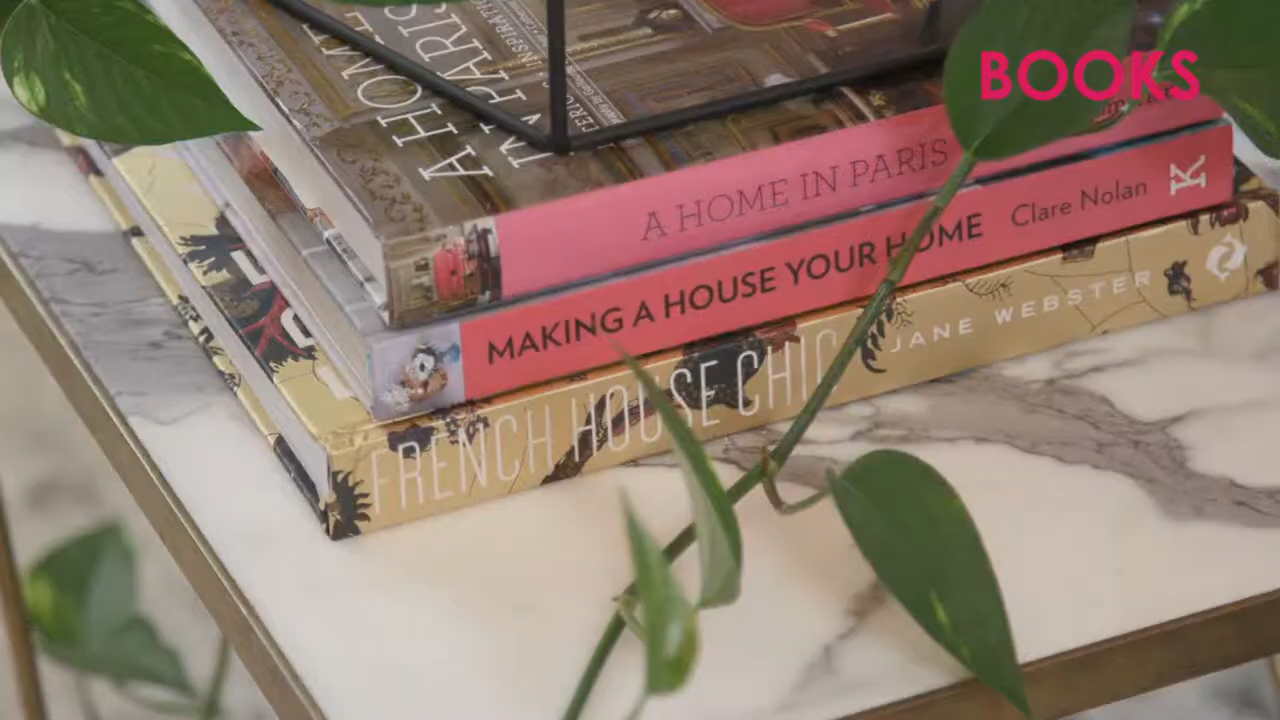 BOOKS
A HOME
IN PARIS
A HOME IN PARIS
MAKING A HOUSE YOUR HOME Clare Nolan K
FRENCH HOUSE CHIC JANE WEBSTER